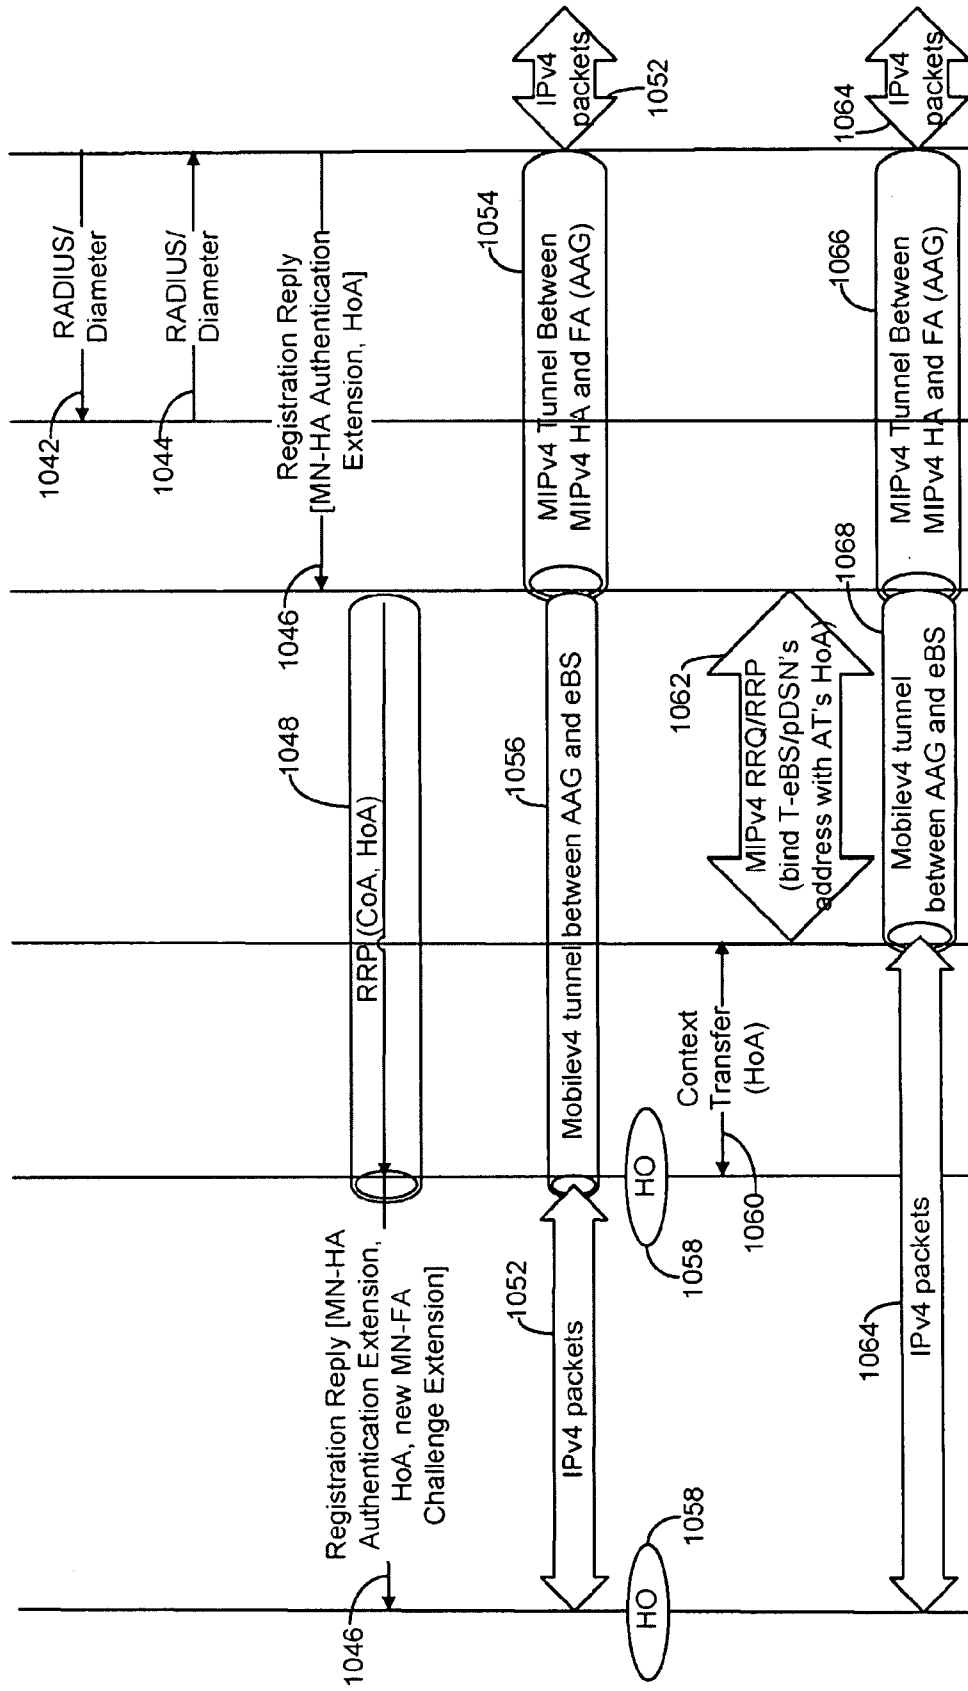 1042
RADIUS/
Diameter
1044
RADIUS/
Diameter
1046
Registration Reply
[MN-HA Authentication
Extension, HoA]
1048
RRP (CoA, HoA)
1046
Registration Reply [MN-HA
Authentication Extension,
HoA, new MN-FA
Challenge Extension]
1052
IPv4 packets
1056
Mobilev4 tunnel between AAG and eBS
1054
MIPv4 Tunnel Between
MIPv4 HA and FA (AAG)
IPv4
packets
1052
HO
1058
HO
1058
Context
Transfer
(HoA)
1060
1062
MIPv4 RRQ/RRP
(bind T-eBS/pDSN's
address with AT's HoA)
1064
IPv4 packets
1068
Mobilev4 tunnel
between AAG and eBS
1066
MIPv4 Tunnel Between
MIPv4 HA and FA (AAG)
1064
IPv4
packets